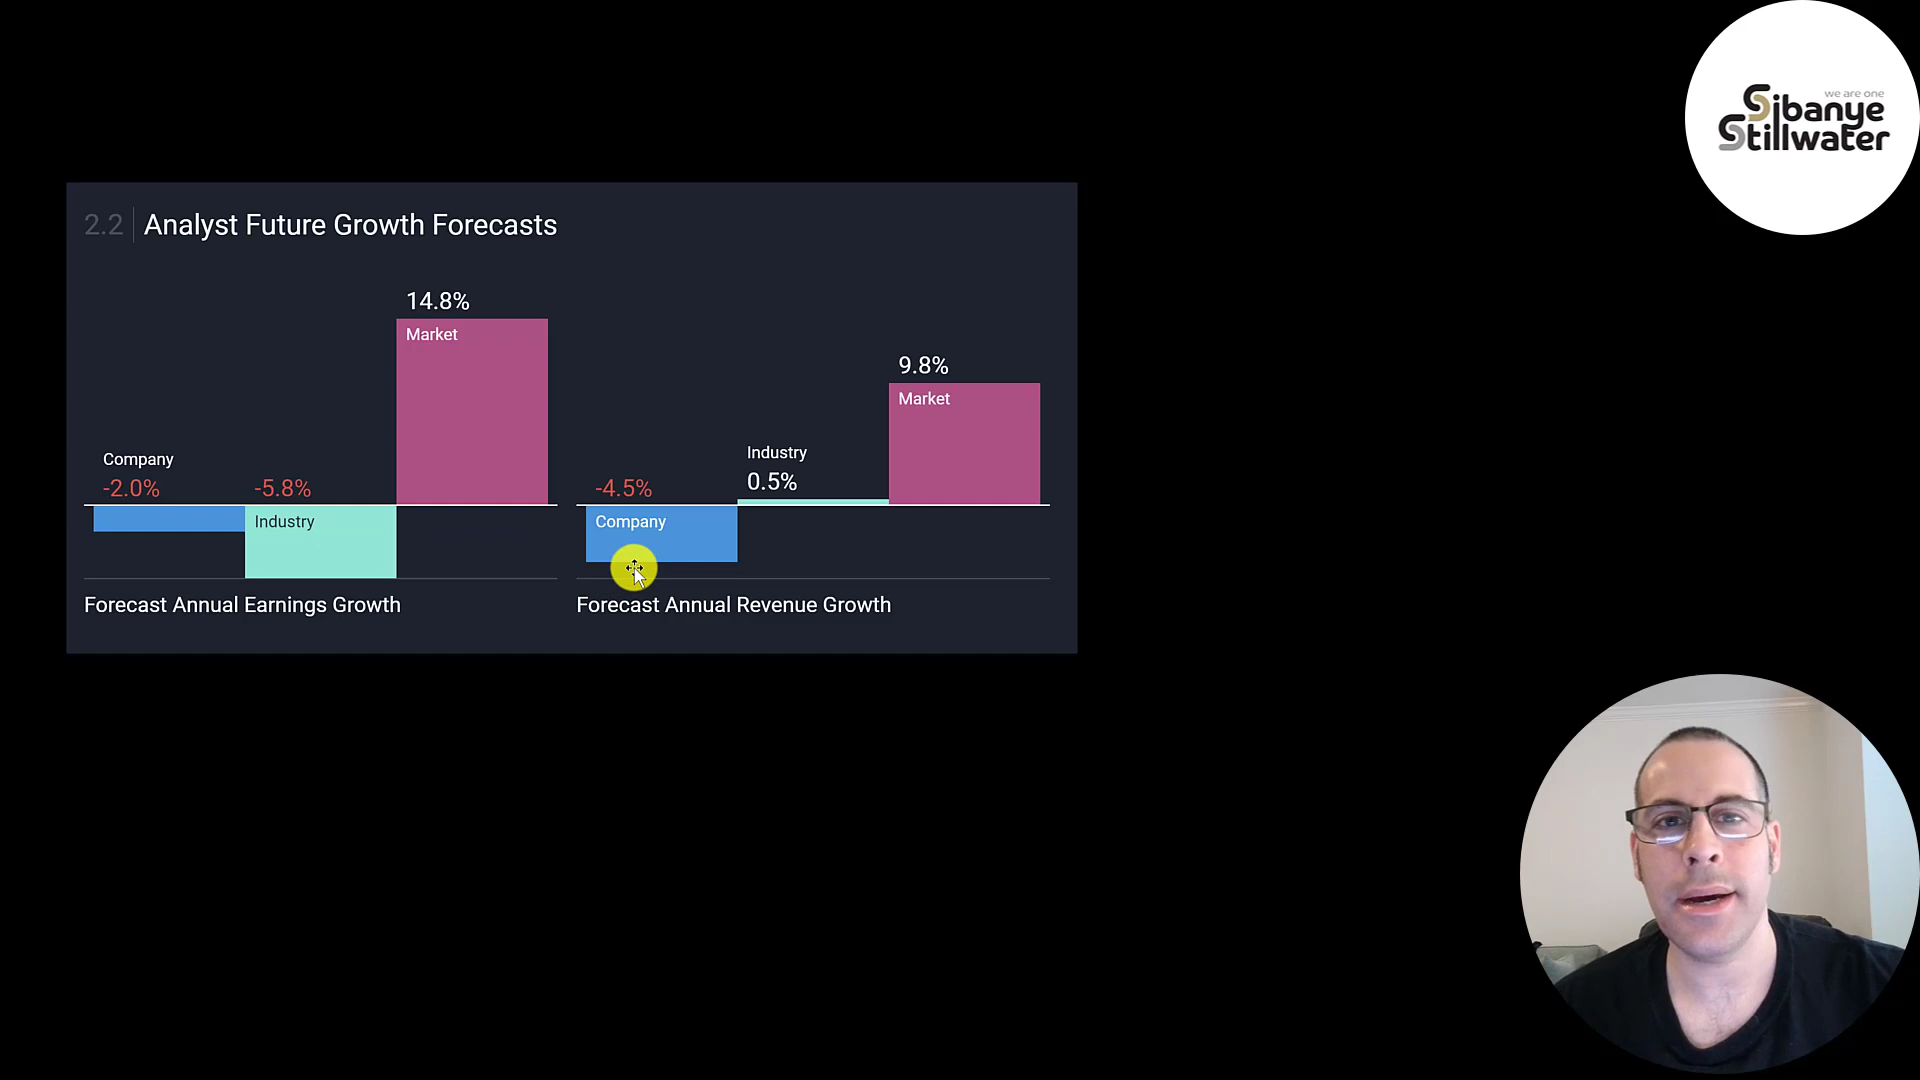 we are one
Sibanye
Stillwater
2.2 Analyst Future Growth Forecasts
14.8%
Market
Company
-2.0%
-5.8%
Industry
Forecast Annual Earnings Growth
9.8%
Market
Industry
0.5%
-4.5%
Company
Forecast Annual Revenue Growth